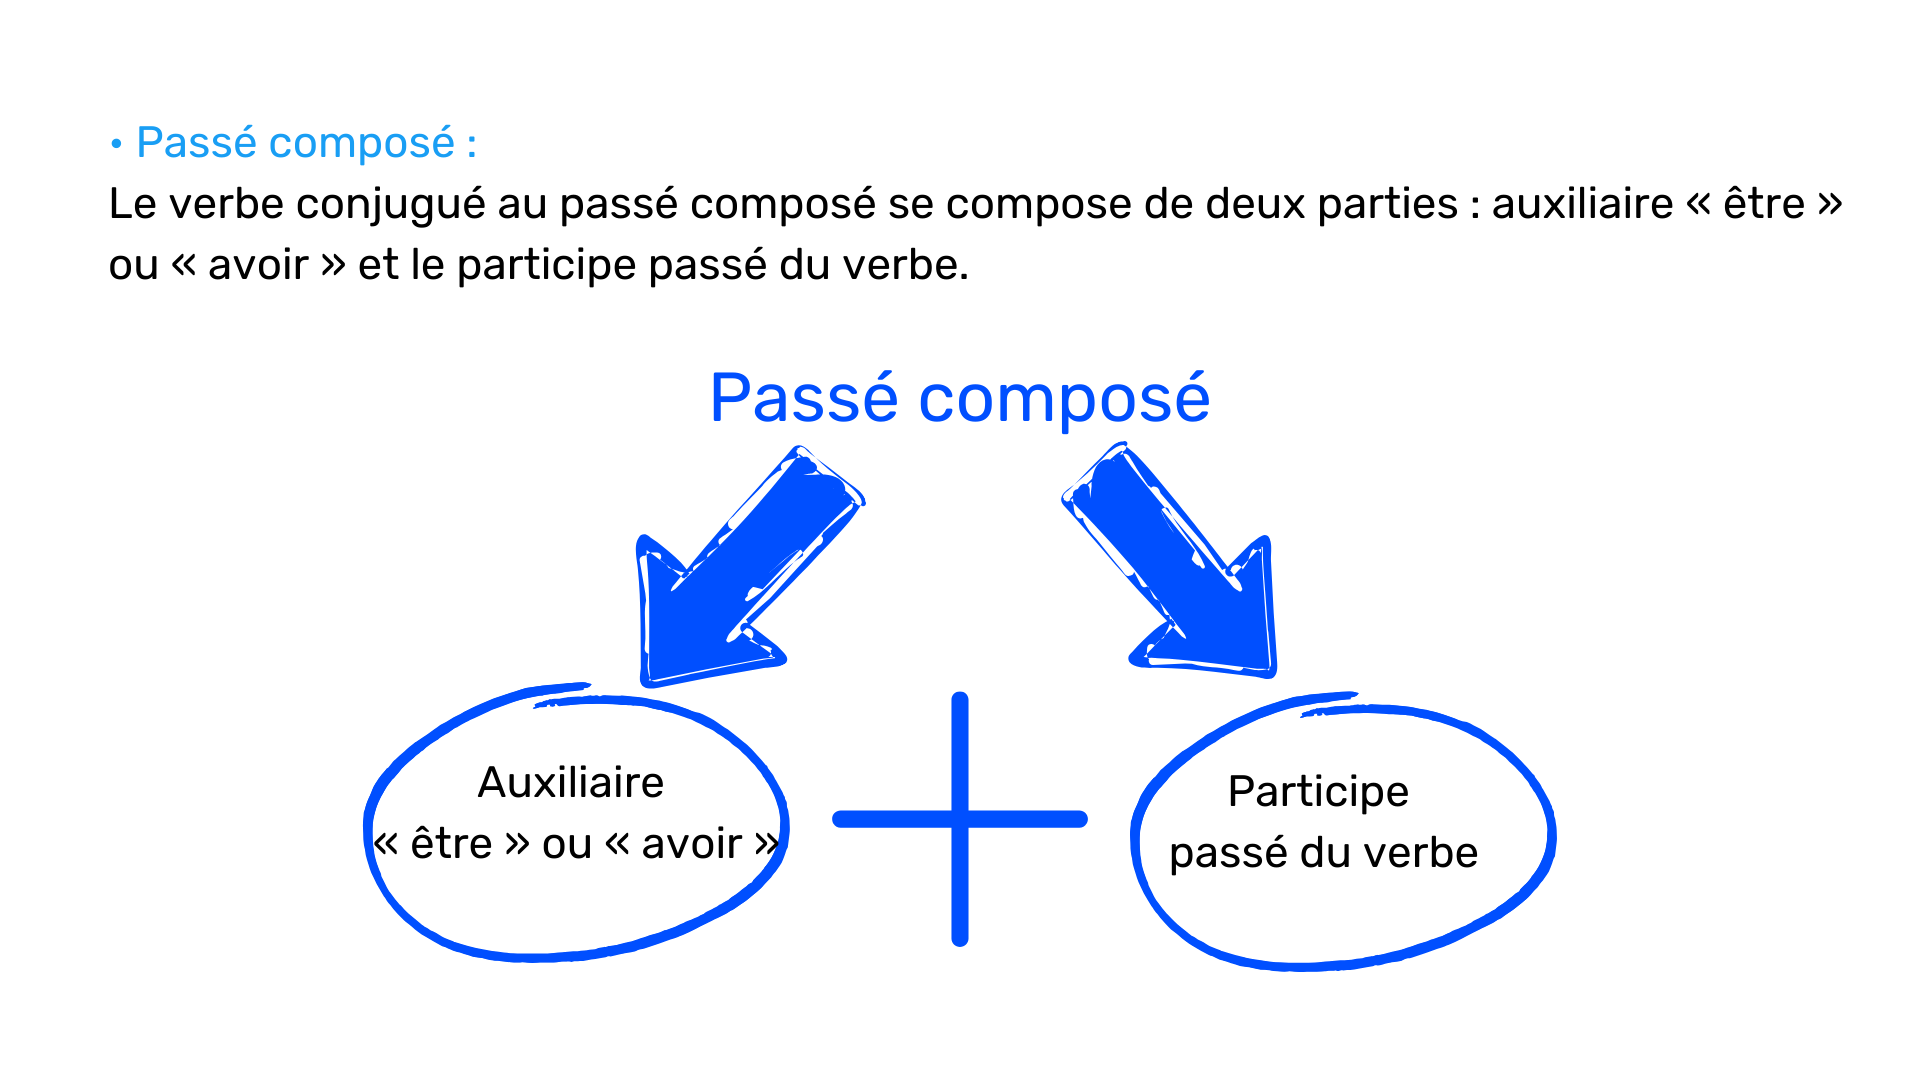 • Passé composé :
Le verbe conjugué au passé composé se compose de deux parties : auxiliaire « être »
ou « avoir » et le participe passé du verbe.
Passé composé
Auxiliaire
« être » ou « avoir »
Participe
passé du verbe